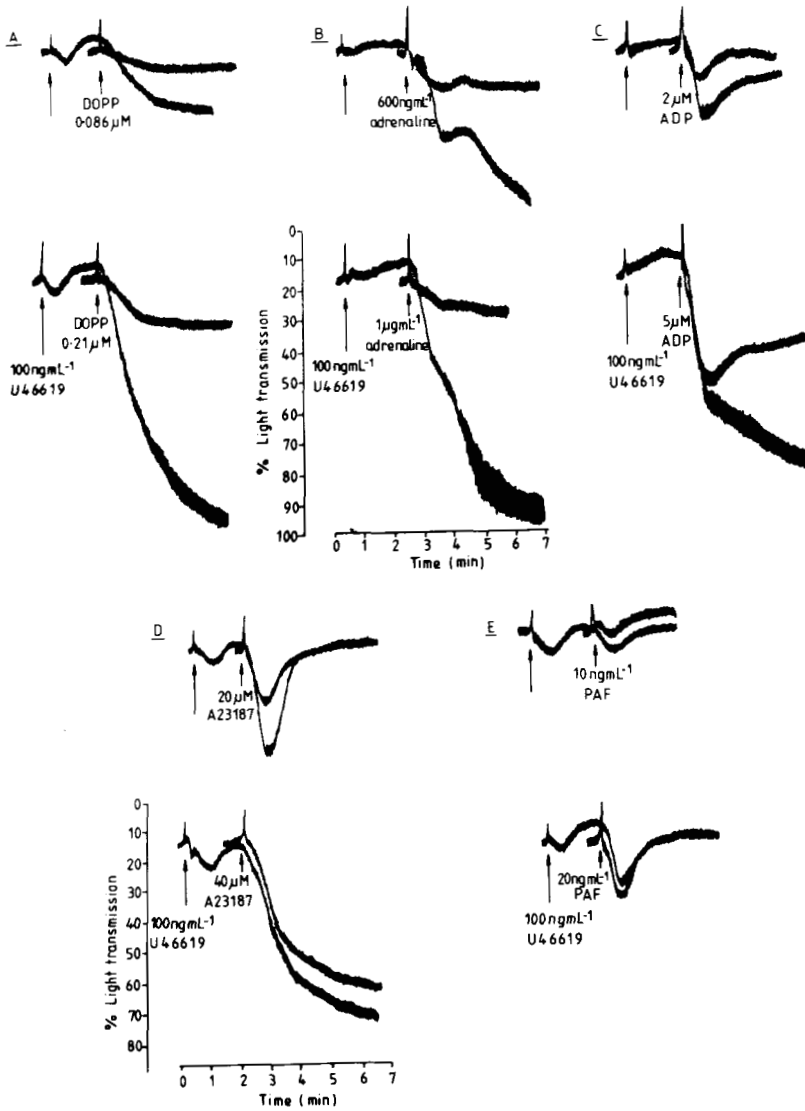 A
DOPP
0·086µM
B
600ngmL⁻¹
adrenaline
C
2µM
ADP
100ngmL⁻¹
U46619
DOPP
0·21µM
0
10
20
30
40
50
60
70
80
90
100
% Light transmission
100ngmL⁻¹
U46619
1µgmL⁻¹
adrenaline
0 1 2 3 4 5 6 7
Time (min)
100ngmL⁻¹
U46619
5µM
ADP
D
20µM
A23187
E
10ngmL⁻¹
PAF
0
10
20
30
40
50
60
70
80
% Light transmission
100ngmL⁻¹
U46619
40µM
A23187
0 1 2 3 4 5 6 7
Time (min)
100ngmL⁻¹
U46619
20ngmL⁻¹
PAF